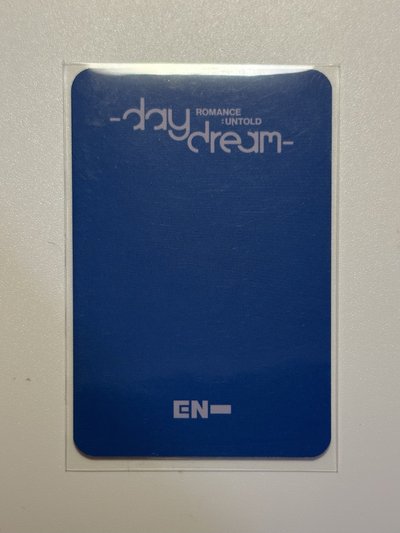 -day
ROMANCE
:UNTOLD
dream-
EN-